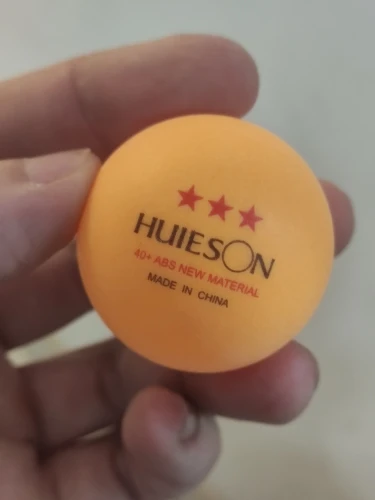 HUIESON
40+ ABS NEW MATERIAL
MADE IN CHINA